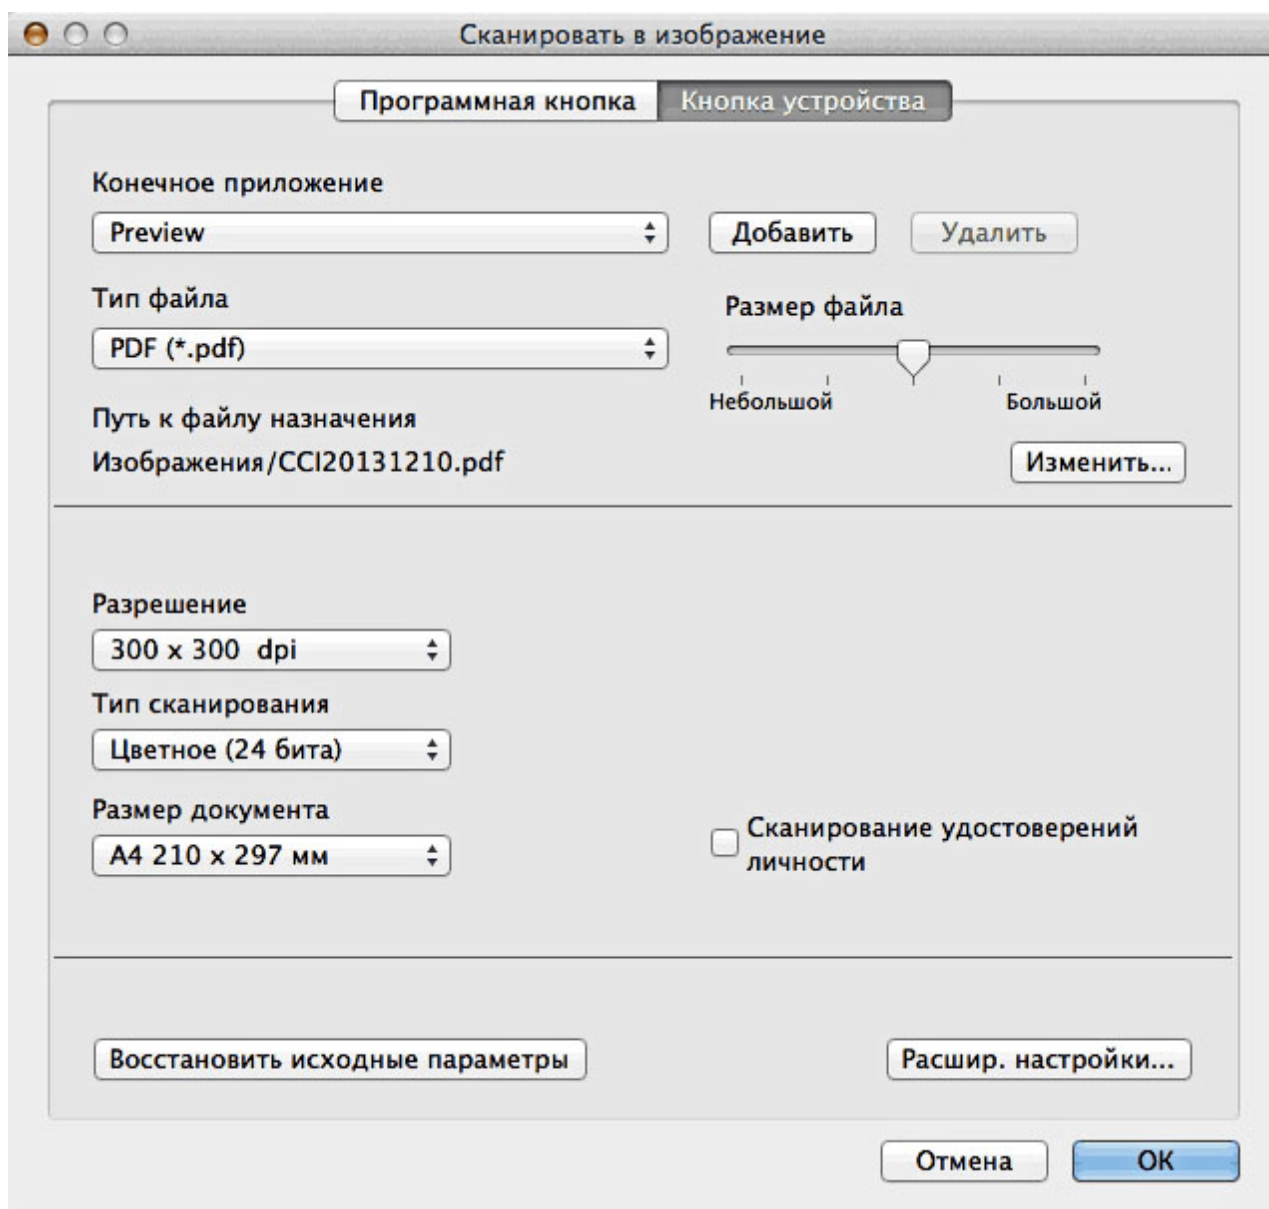 Сканировать в изображение
Программная кнопка Кнопка устройства
Конечное приложение
Preview Добавить Удалить
Тип файла Размер файла
PDF (*.pdf)
Небольшой Большой
Путь к файлу назначения
Изображения/CCI20131210.pdf Изменить...
Разрешение
300 x 300 dpi
Тип сканирования
Цветное (24 бита)
Размер документа
A4 210 x 297 мм
Сканирование удостоверений
личности
Восстановить исходные параметры Расшир. настройки...
Отмена OK